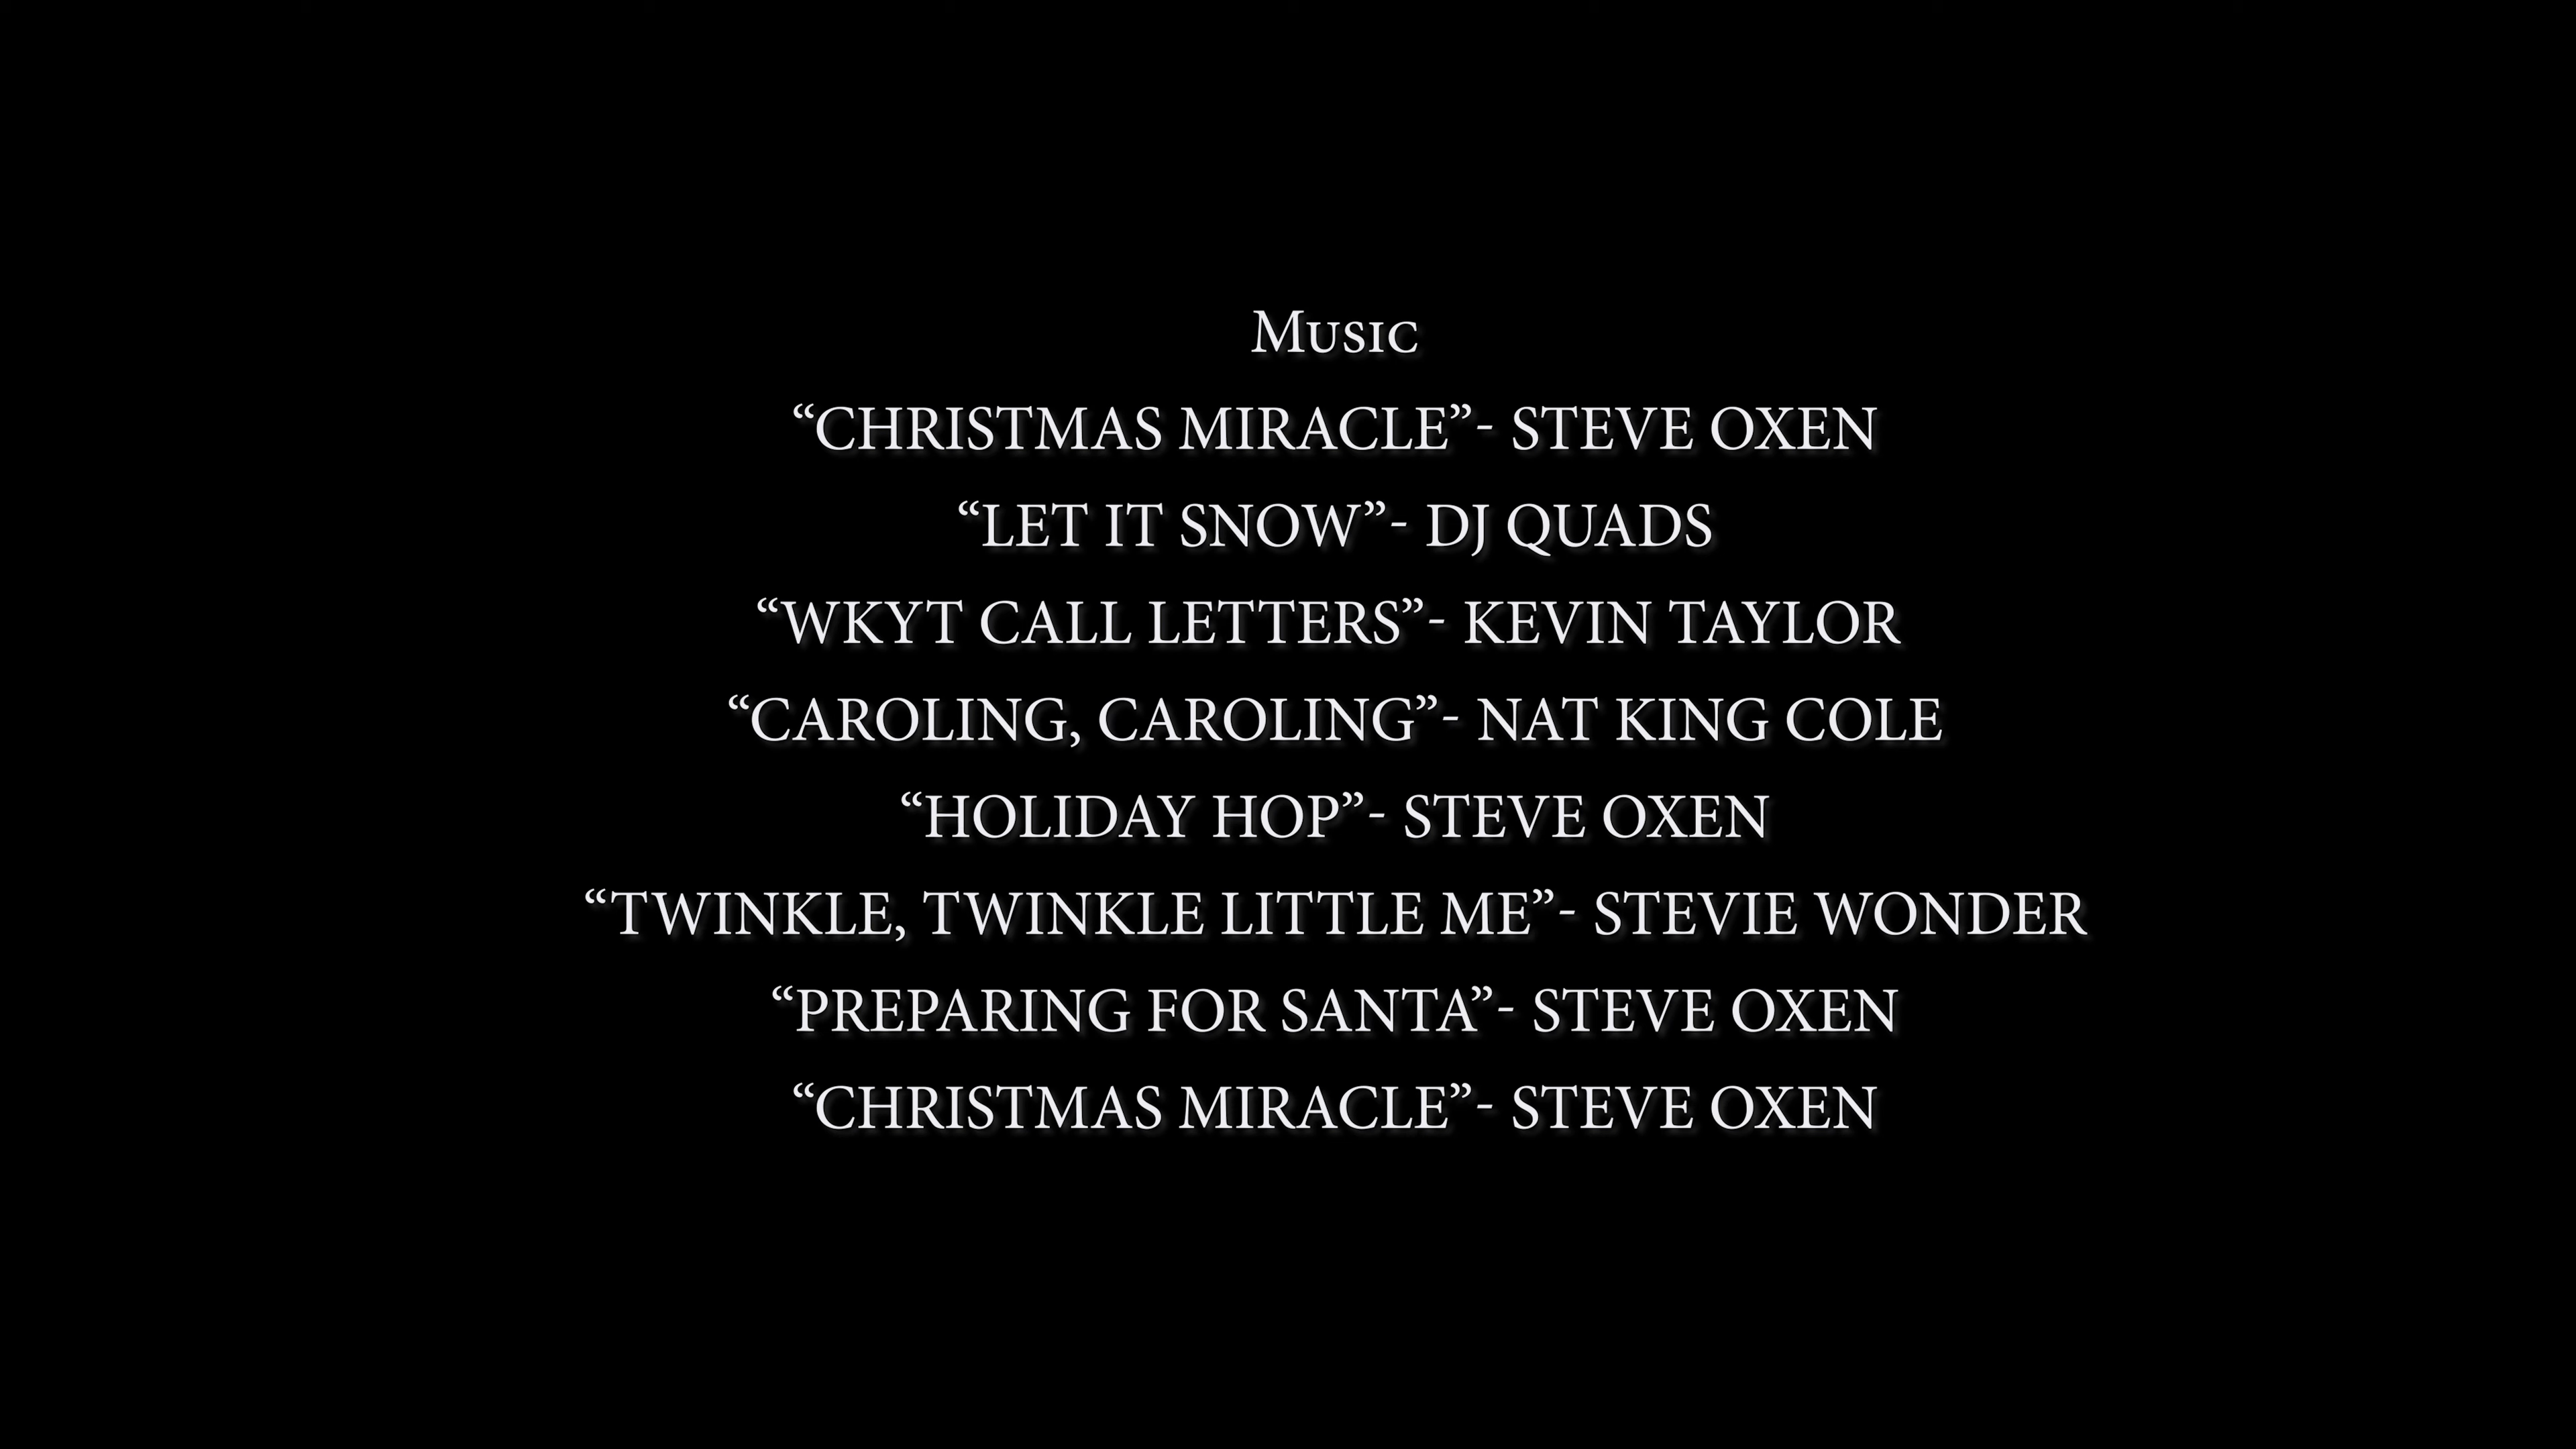 Music
“CHRISTMAS MIRACLE”- STEVE OXEN
“LET IT SNOW”- DJ QUADS
“WKYT CALL LETTERS”- KEVIN TAYLOR
“CAROLING, CAROLING”- NAT KING COLE
“HOLIDAY HOP”- STEVE OXEN
“TWINKLE, TWINKLE LITTLE ME”- STEVIE WONDER
“PREPARING FOR SANTA”- STEVE OXEN
“CHRISTMAS MIRACLE”- STEVE OXEN